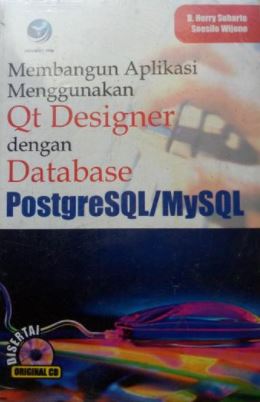 B. Herry Suharto
Soesilo Wijono
Membangun Aplikasi
Menggunakan
Qt Designer
dengan
Database
PostgreSQL/MySQL
DISERTAI
ORIGINAL CD